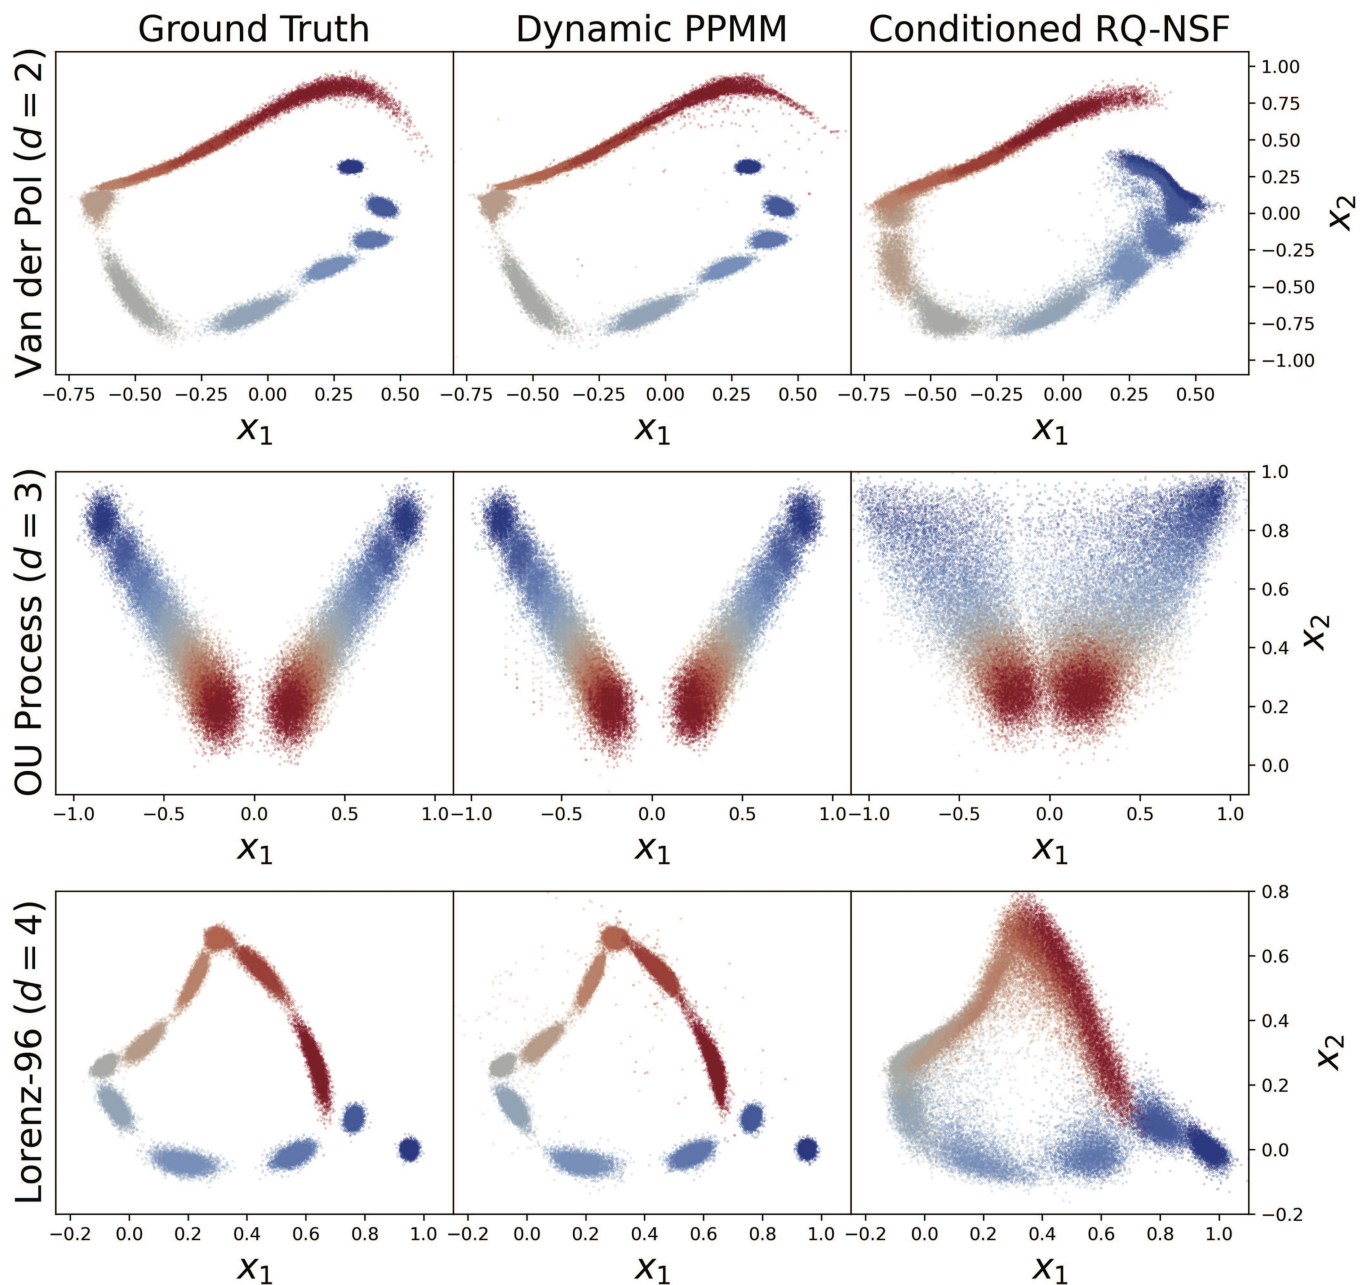 Ground Truth Dynamic PPMM Conditioned RQ-NSF
Van der Pol (d = 2)
1.00
0.75
0.50
0.25
0.00
−0.25
−0.50
−0.75
−1.00
x₂
−0.75 −0.50 −0.25 0.00 0.25 0.50 −0.75 −0.50 −0.25 0.00 0.25 0.50 −0.75 −0.50 −0.25 0.00 0.25 0.50
x₁ x₁ x₁
OU Process (d = 3)
1.0
0.8
0.6
0.4
0.2
0.0
x₂
−1.0 −0.5 0.0 0.5 1.0 −1.0 −0.5 0.0 0.5 1.0 −1.0 −0.5 0.0 0.5 1.0
x₁ x₁ x₁
Lorenz-96 (d = 4)
0.8
0.6
0.4
0.2
0.0
−0.2
x₂
−0.2 0.0 0.2 0.4 0.6 0.8 1.0 −0.2 0.0 0.2 0.4 0.6 0.8 1.0 −0.2 0.0 0.2 0.4 0.6 0.8 1.0
x₁ x₁ x₁